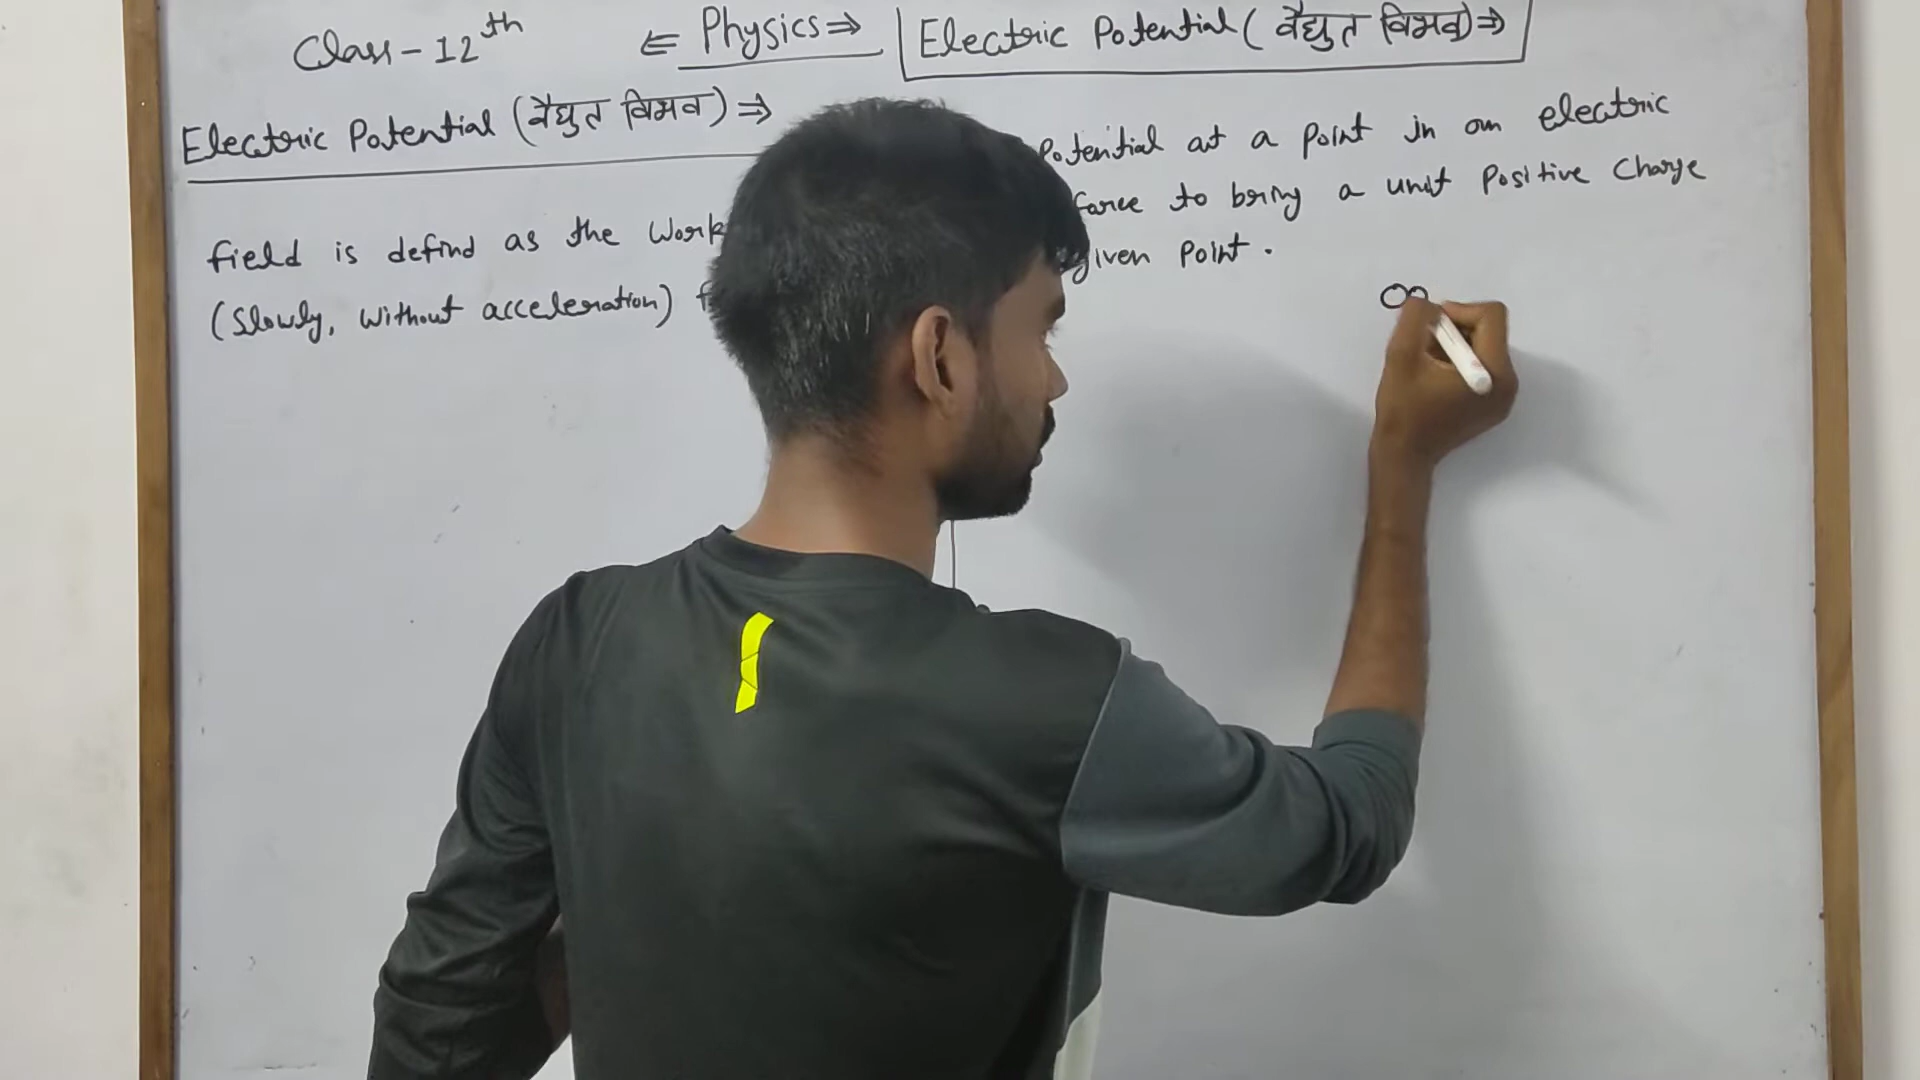 Class - 12th ⇐ Physics ⇒ Electric Potential ( वैद्युत विभव) ⇒
Electric Potential (वैद्युत विभव) ⇒ Potential at a Point in an electric
field is defind as the Work force to bring a unit Positive Charge
(Slowly, Without acceleration) given Point.
∞